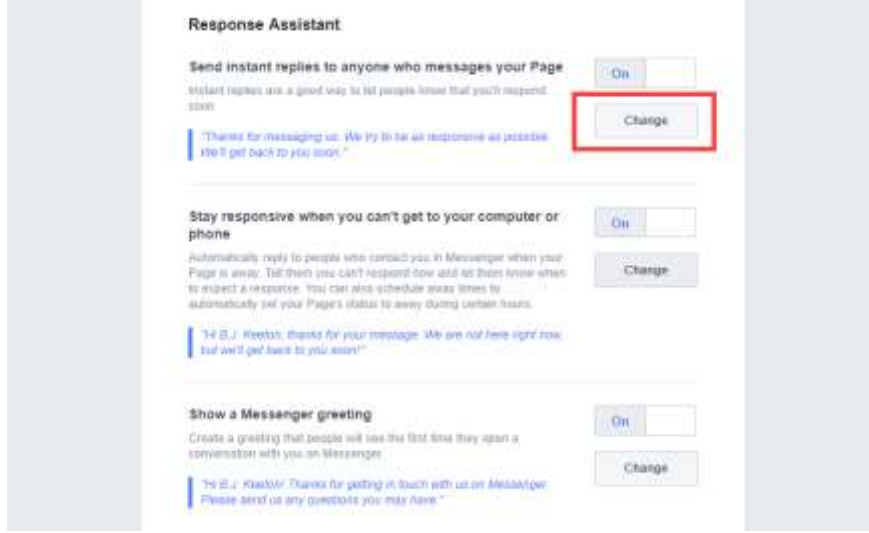 Response Assistant
Send instant replies to anyone who messages your Page
On
Instant replies are a good way to let people know that you'll respond
soon.
Change
"Thanks for messaging us. We try to be as responsive as possible.
We'll get back to you soon."
Stay responsive when you can't get to your computer or
phone
On
Automatically reply to people who contact you in Messenger when your
Page is away. Tell them you can't respond now and let them know when
to expect a response. You can also schedule away times to
automatically set your Page's status to away during certain hours.
Change
"Hi B.J. Keeton, thanks for your message. We are not here right now,
but we'll get back to you soon!"
Show a Messenger greeting
On
Create a greeting that people will see the first time they open a
conversation with you on Messenger.
Change
"Hi B.J. Keeton! Thanks for getting in touch with us on Messenger.
Please send us any questions you may have."